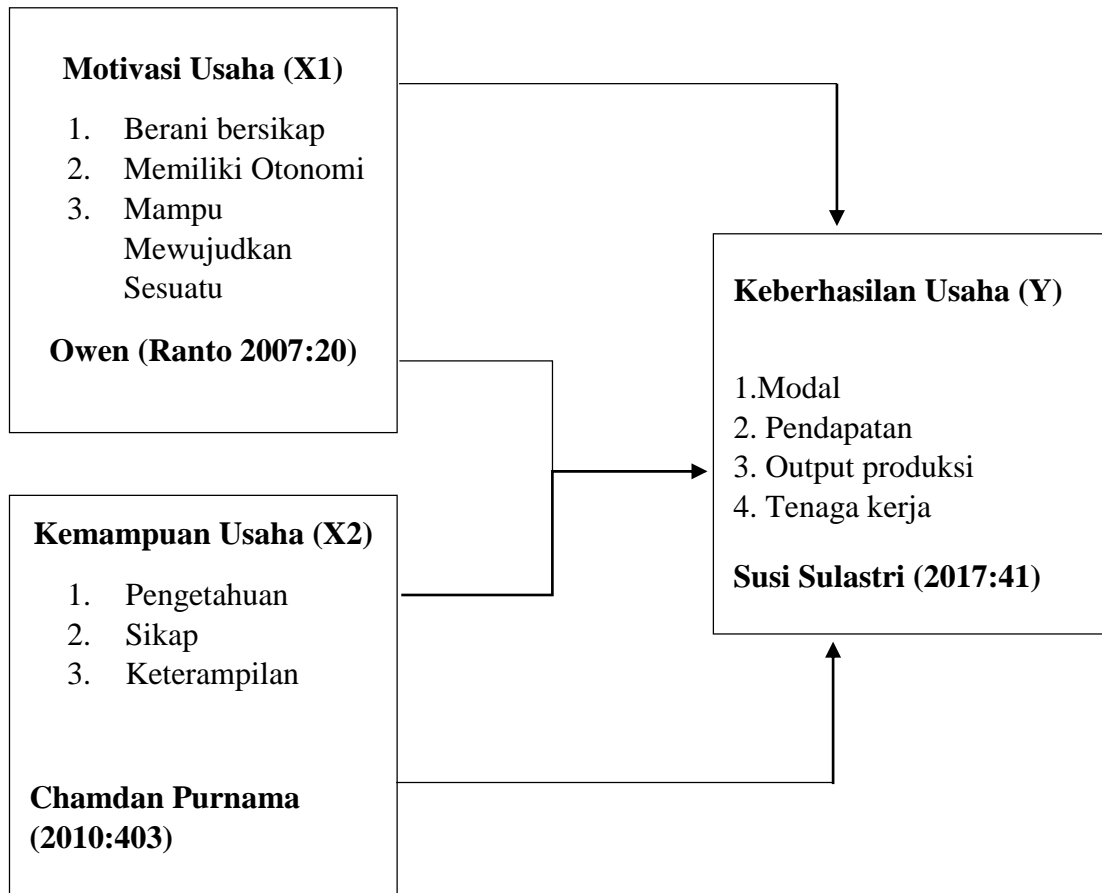 Motivasi Usaha (X1)
1. Berani bersikap
2. Memiliki Otonomi
3. Mampu
Mewujudkan
Sesuatu
Owen (Ranto 2007:20)
Kemampuan Usaha (X2)
1. Pengetahuan
2. Sikap
3. Keterampilan
Chamdan Purnama
(2010:403)
Keberhasilan Usaha (Y)
1.Modal
2. Pendapatan
3. Output produksi
4. Tenaga kerja
Susi Sulastri (2017:41)